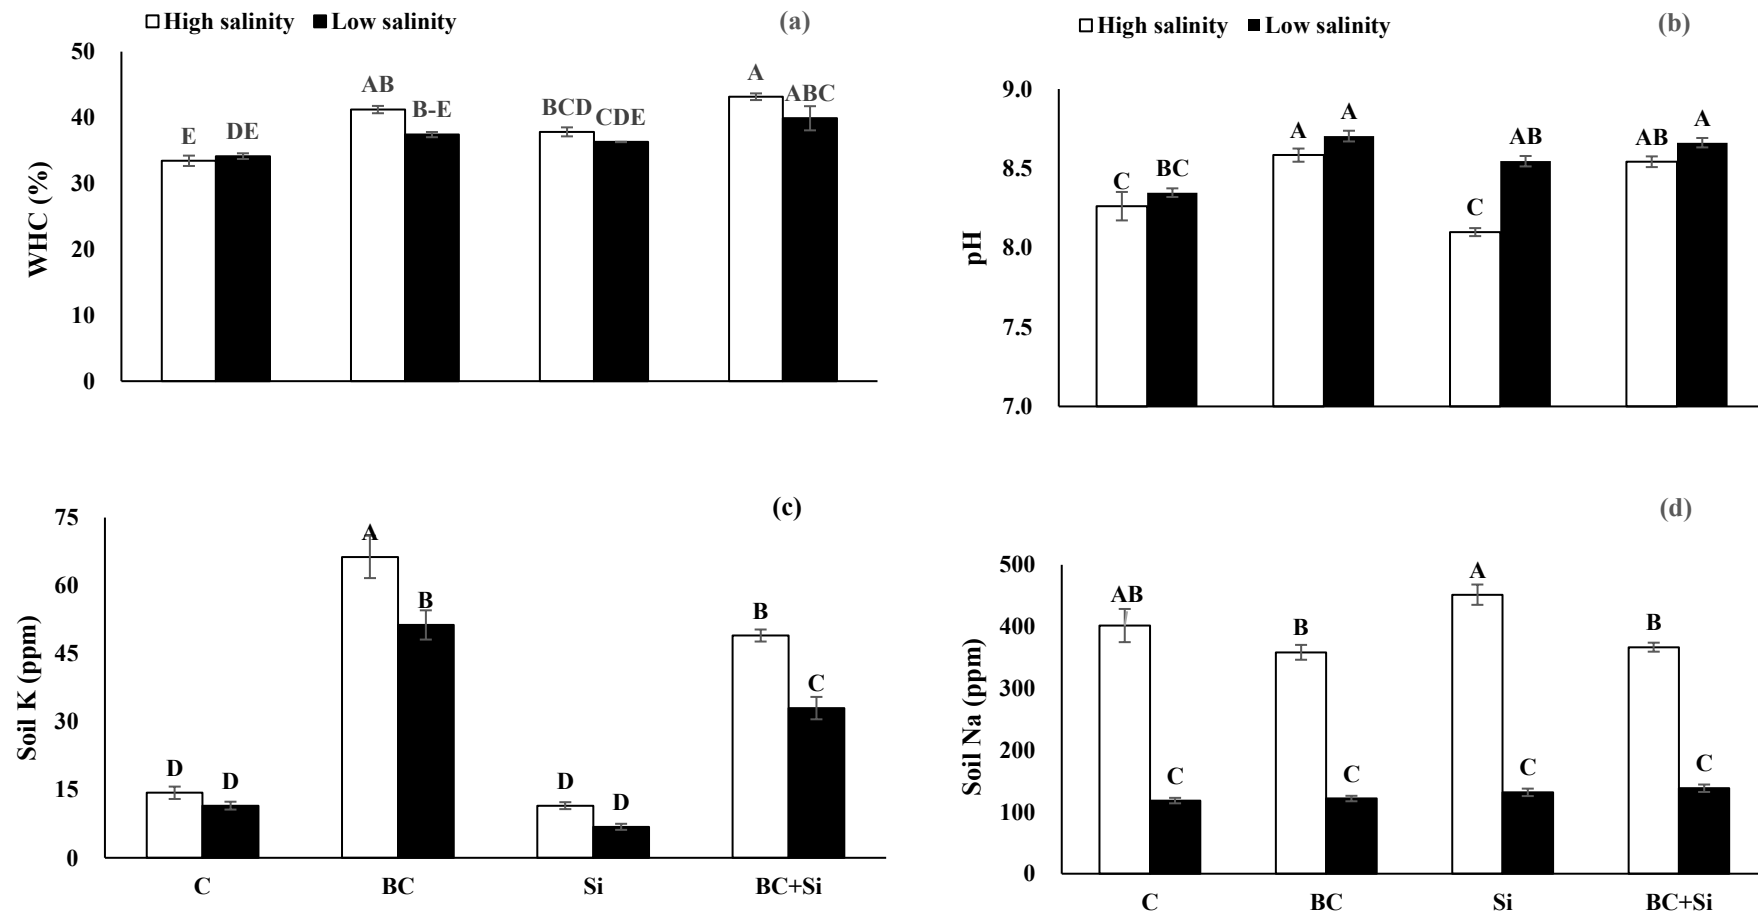 High salinity Low salinity (a)
50
40
30
20
10
0
WHC (%)
E DE AB B-E BCD CDE A ABC
High salinity Low salinity (b)
9.0
8.5
8.0
7.5
7.0
pH
C BC A A C AB AB A
(c)
75
60
45
30
15
0
Soil K (ppm)
D D A B D D B C
C BC Si BC+Si
(d)
500
400
300
200
100
0
Soil Na (ppm)
AB C B C A C B C
C BC Si BC+Si